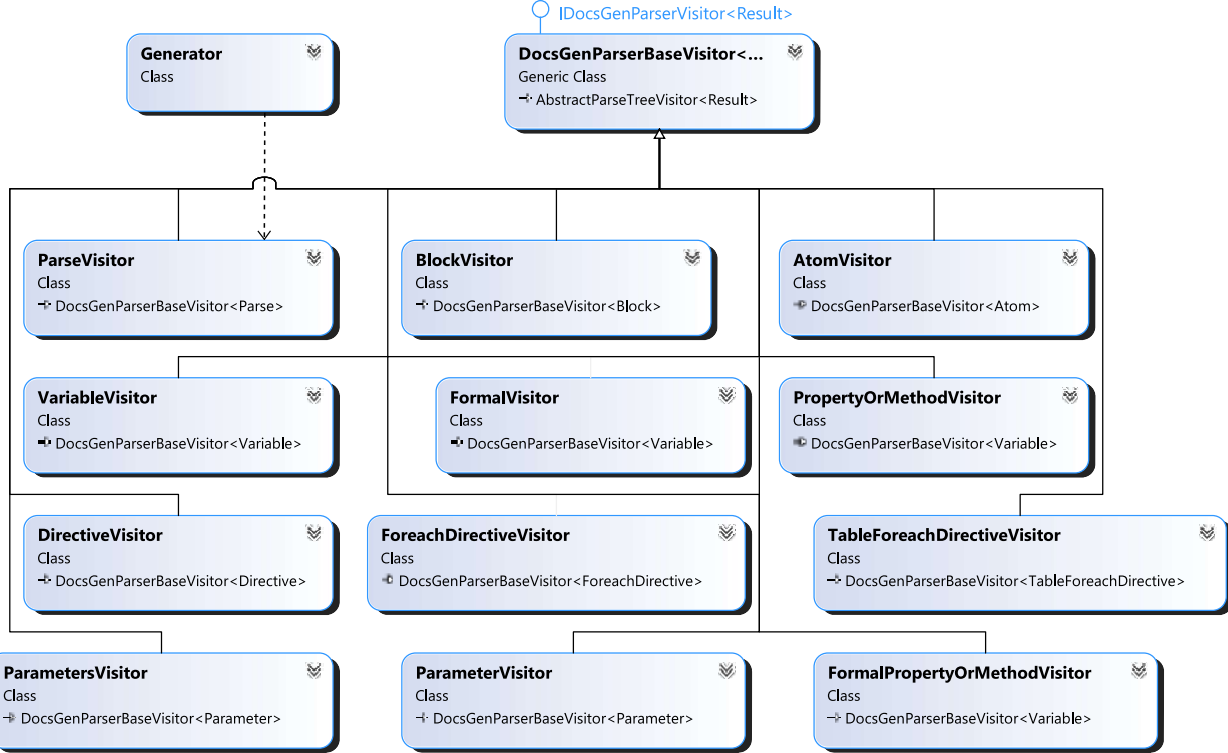 IDocsGenParserVisitor<Result>
Generator
Class
DocsGenParserBaseVisitor<...
Generic Class
AbstractParseTreeVisitor<Result>
ParseVisitor
Class
DocsGenParserBaseVisitor<Parse>
BlockVisitor
Class
DocsGenParserBaseVisitor<Block>
AtomVisitor
Class
DocsGenParserBaseVisitor<Atom>
VariableVisitor
Class
DocsGenParserBaseVisitor<Variable>
FormalVisitor
Class
DocsGenParserBaseVisitor<Variable>
PropertyOrMethodVisitor
Class
DocsGenParserBaseVisitor<Variable>
DirectiveVisitor
Class
DocsGenParserBaseVisitor<Directive>
ForeachDirectiveVisitor
Class
DocsGenParserBaseVisitor<ForeachDirective>
TableForeachDirectiveVisitor
Class
DocsGenParserBaseVisitor<TableForeachDirective>
ParametersVisitor
Class
DocsGenParserBaseVisitor<Parameter>
ParameterVisitor
Class
DocsGenParserBaseVisitor<Parameter>
FormalPropertyOrMethodVisitor
Class
DocsGenParserBaseVisitor<Variable>